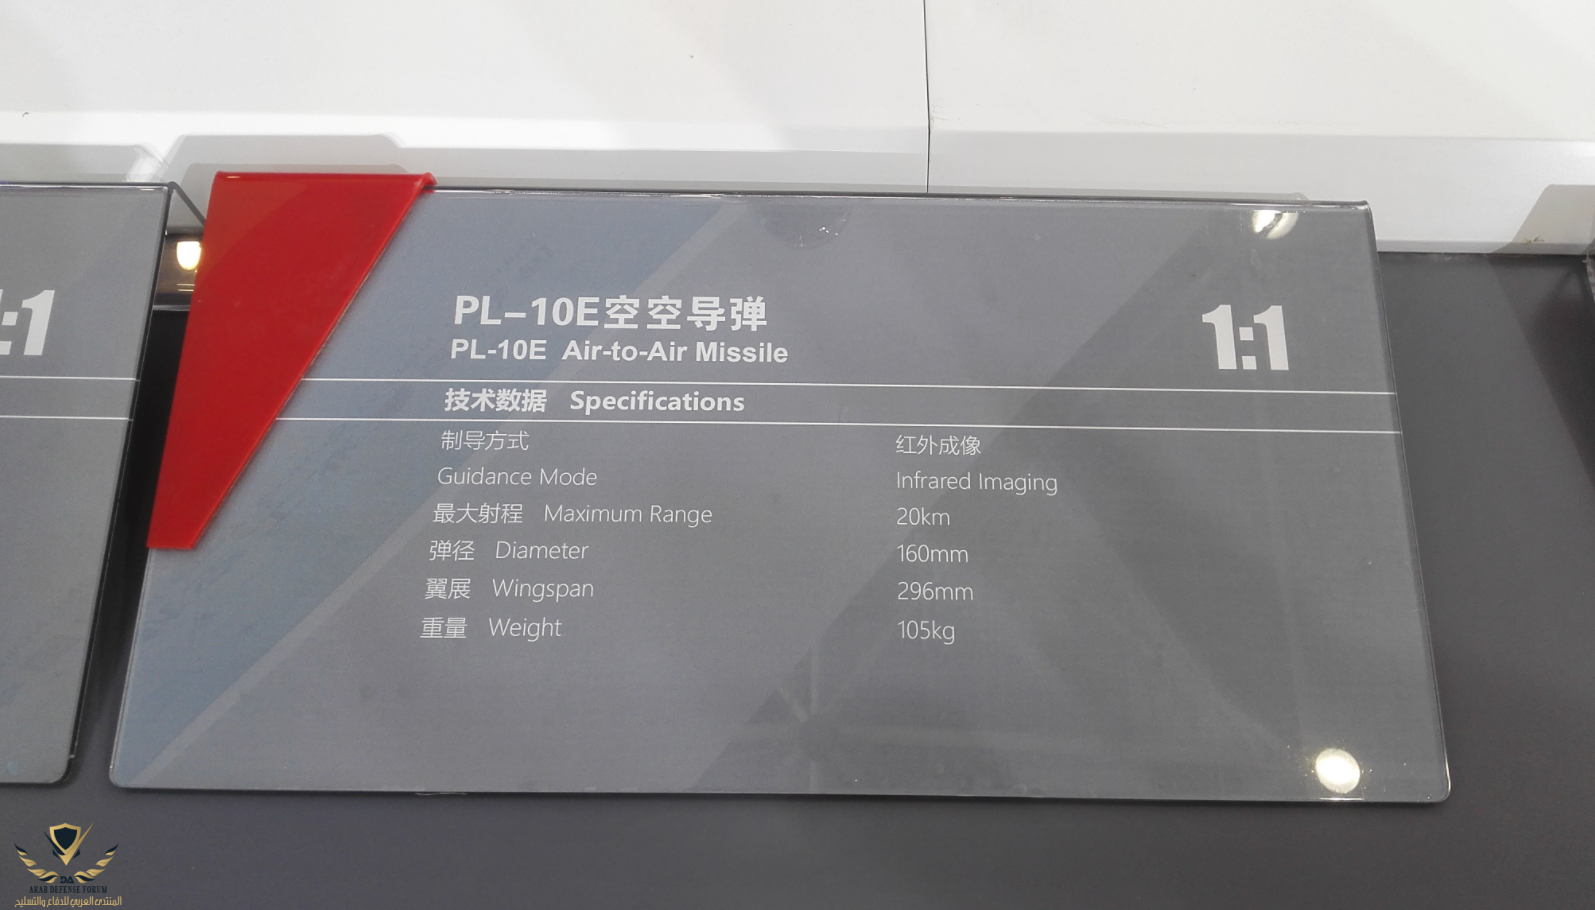 :1
PL-10E空空导弹
PL-10E Air-to-Air Missile
1:1
技术数据 Specifications
制导方式 红外成像
Guidance Mode Infrared Imaging
最大射程 Maximum Range 20km
弹径 Diameter 160mm
翼展 Wingspan 296mm
重量 Weight 105kg
DA
ARAB DEFENSE FORUM
المنتدى العربي للدفاع والتسليح